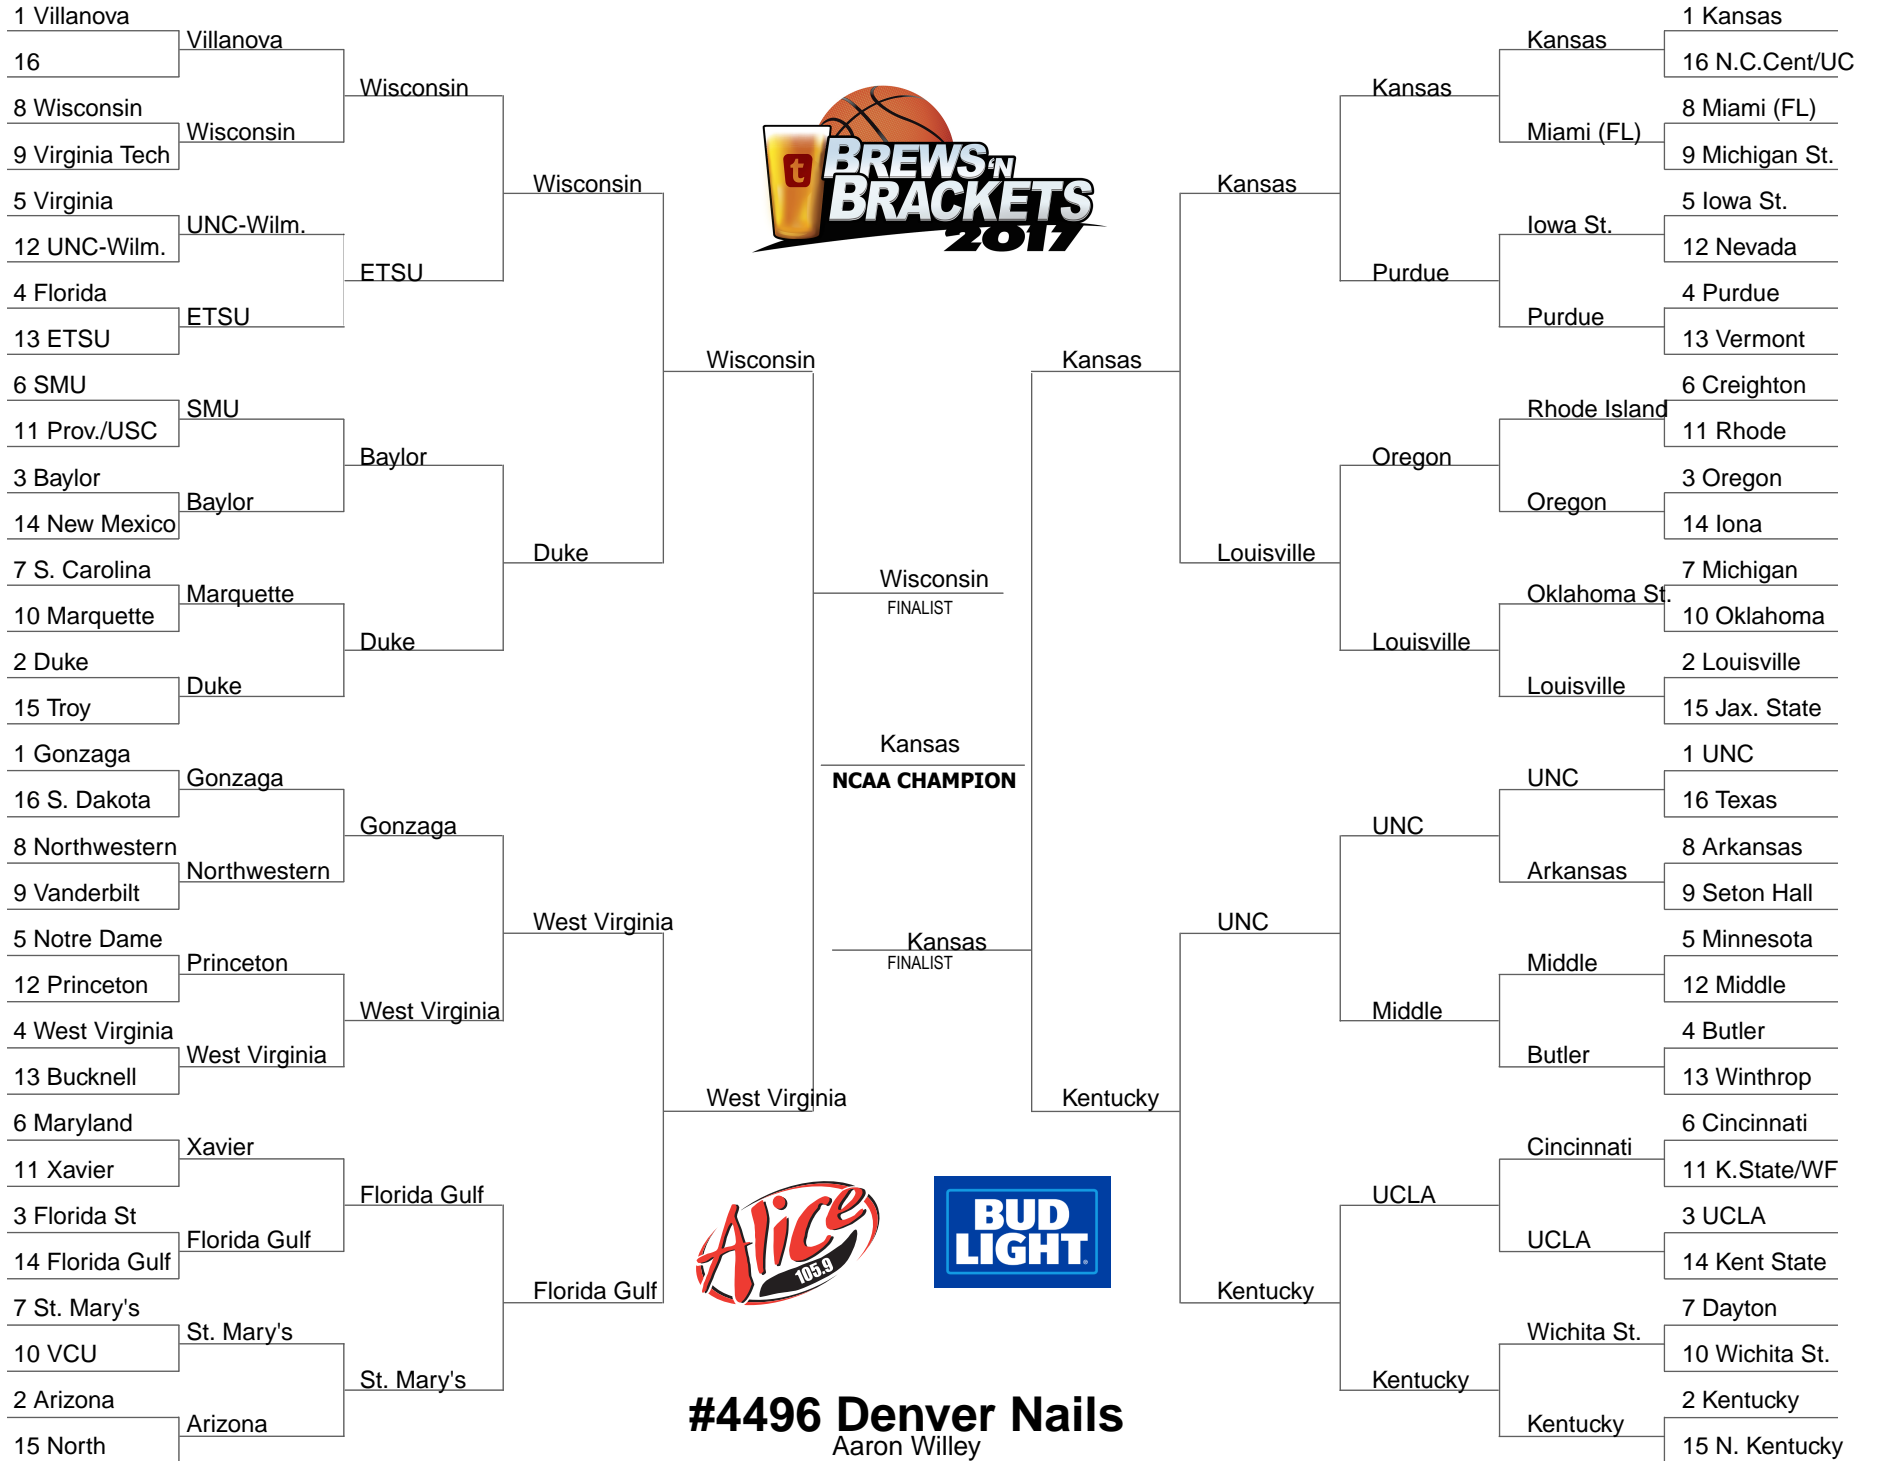 1 Villanova
16
8 Wisconsin
9 Virginia Tech
5 Virginia
12 UNC-Wilm.
4 Florida
13 ETSU
6 SMU
11 Prov./USC
3 Baylor
14 New Mexico
7 S. Carolina
10 Marquette
2 Duke
15 Troy
1 Gonzaga
16 S. Dakota
8 Northwestern
9 Vanderbilt
5 Notre Dame
12 Princeton
4 West Virginia
13 Bucknell
6 Maryland
11 Xavier
3 Florida St
14 Florida Gulf
7 St. Mary's
10 VCU
2 Arizona
15 North
Villanova
Wisconsin
UNC-Wilm.
ETSU
SMU
Baylor
Marquette
Duke
Gonzaga
Northwestern
Princeton
West Virginia
Xavier
Florida Gulf
St. Mary's
Arizona
Wisconsin
ETSU
Baylor
Duke
Gonzaga
West Virginia
Florida Gulf
St. Mary's
Wisconsin
Duke
West Virginia
Florida Gulf
Wisconsin
West Virginia
t
BREWS 'N
BRACKETS
2017
Wisconsin
FINALIST
Kansas
NCAA CHAMPION
Kansas
FINALIST
Alice
105.9
BUD
LIGHT
#4496 Denver Nails
Aaron Willey
Kansas
Kentucky
Kansas
Louisville
UNC
Kentucky
Kansas
Purdue
Oregon
Louisville
UNC
Middle
UCLA
Kentucky
Kansas
Miami (FL)
Iowa St.
Purdue
Rhode Island
Oregon
Oklahoma St.
Louisville
UNC
Arkansas
Middle
Butler
Cincinnati
UCLA
Wichita St.
Kentucky
1 Kansas
16 N.C.Cent/UC
8 Miami (FL)
9 Michigan St.
5 Iowa St.
12 Nevada
4 Purdue
13 Vermont
6 Creighton
11 Rhode
3 Oregon
14 Iona
7 Michigan
10 Oklahoma
2 Louisville
15 Jax. State
1 UNC
16 Texas
8 Arkansas
9 Seton Hall
5 Minnesota
12 Middle
4 Butler
13 Winthrop
6 Cincinnati
11 K.State/WF
3 UCLA
14 Kent State
7 Dayton
10 Wichita St.
2 Kentucky
15 N. Kentucky